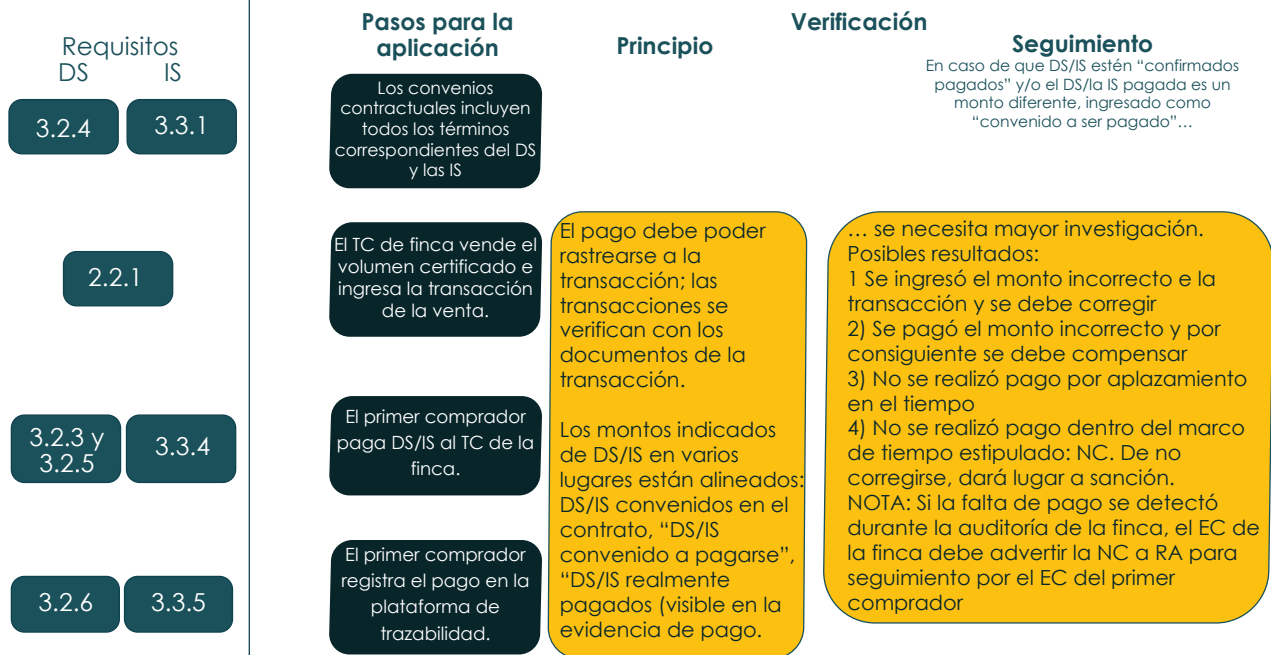 Requisitos
DS IS
Pasos para la
aplicación
Principio
Verificación
Seguimiento
En caso de que DS/IS estén “confirmados
pagados” y/o el DS/la IS pagada es un
monto diferente, ingresado como
“convenido a ser pagado”…
3.2.4
3.3.1
Los convenios
contractuales incluyen
todos los términos
correspondientes del DS
y las IS
2.2.1
El TC de finca vende el
volumen certificado e
ingresa la transacción
de la venta.
3.2.3 y
3.2.5
3.3.4
El primer comprador
paga DS/IS al TC de la
finca.
3.2.6
3.3.5
El primer comprador
registra el pago en la
plataforma de
trazabilidad.
El pago debe poder
rastrearse a la
transacción; las
transacciones se
verifican con los
documentos de la
transacción.
Los montos indicados
de DS/IS en varios
lugares están alineados:
DS/IS convenidos en el
contrato, “DS/IS
convenido a pagarse”,
“DS/IS realmente
pagados (visible en la
evidencia de pago.
… se necesita mayor investigación.
Posibles resultados:
1 Se ingresó el monto incorrecto e la
transacción y se debe corregir
2) Se pagó el monto incorrecto y por
consiguiente se debe compensar
3) No se realizó pago por aplazamiento
en el tiempo
4) No se realizó pago dentro del marco
de tiempo estipulado: NC. De no
corregirse, dará lugar a sanción.
NOTA: Si la falta de pago se detectó
durante la auditoría de la finca, el EC de
la finca debe advertir la NC a RA para
seguimiento por el EC del primer
comprador